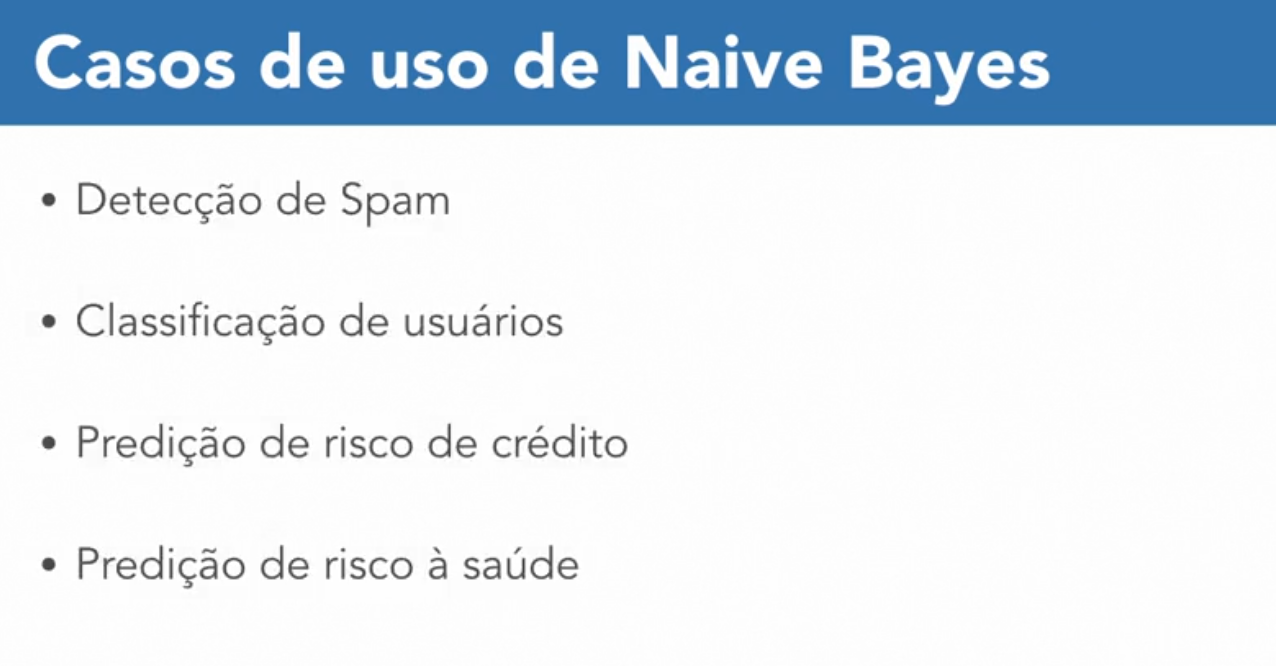 Casos de uso de Naive Bayes
• Detecção de Spam
• Classificação de usuários
• Predição de risco de crédito
• Predição de risco à saúde